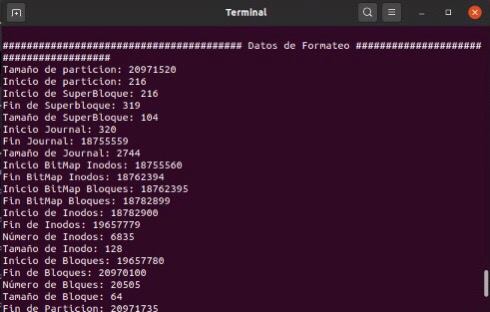 Terminal
######################################## Datos de Formateo #####################
##################
Tamaño de particion: 20971520
Inicio de particion: 216
Inicio de SuperBloque: 216
Fin de Superbloque: 319
Tamaño de SuperBloque: 104
Inicio Journal: 320
Fin Journal: 18755559
Tamaño de Journal: 2744
Inicio BitMap Inodos: 18755560
Fin BitMap Inodos: 18762394
Inicio BitMap Bloques: 18762395
Fin BitMap Bloques: 18782899
Inicio de Inodos: 18782900
Fin de Inodos: 19657779
Número de Inodos: 6835
Tamaño de Inodo: 128
Inicio de Bloques: 19657780
Fin de Bloques: 20970100
Número de Blques: 20505
Tamaño de Bloque: 64
Fin de Particion: 20971735